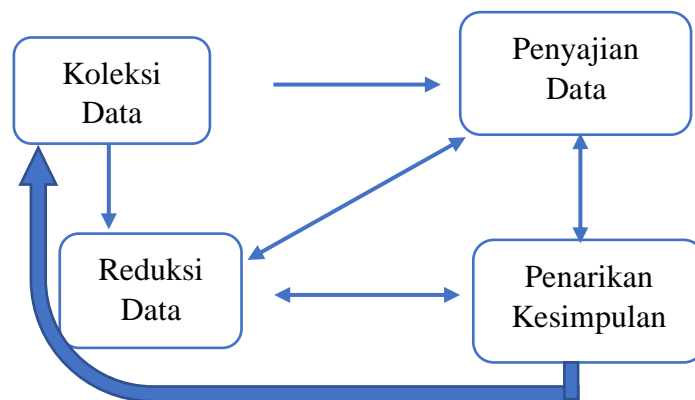 Koleksi
Data
Penyajian
Data
Reduksi
Data
Penarikan
Kesimpulan